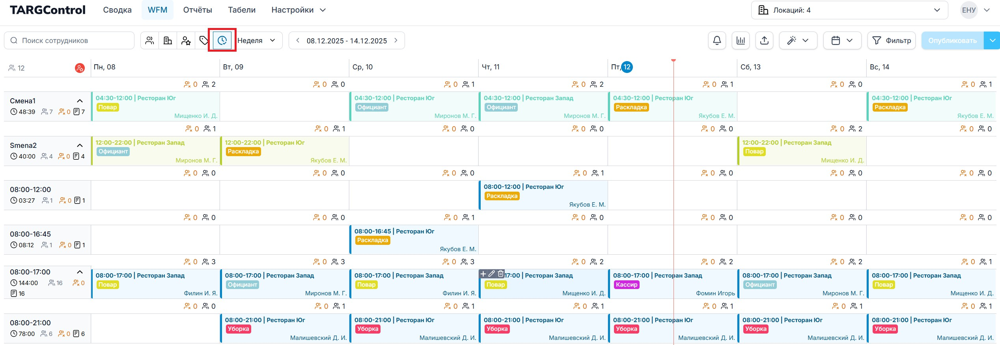 TARGControl Сводка WFM Отчёты Табели Настройки Локаций: 4 ЕНУ
Поиск сотрудников Неделя 08.12.2025 - 14.12.2025 Фильтр Опубликовать
12 Пн, 08 Вт, 09 Ср, 10 Чт, 11 Пт, 12 Сб, 13 Вс, 14
0 2 0 0 0 1 0 2 0 1 0 0 0 1
Смена1
48:39 7 0 7
04:30-12:00 | Ресторан Юг
Повар
Мищенко И. Д.
04:30-12:00 | Ресторан Юг
Официант
Миронов М. Г.
04:30-12:00 | Ресторан Запад
Официант
Миронов М. Г.
04:30-12:00 | Ресторан Юг
Раскладка
Якубов Е. М.
04:30-12:00 | Ресторан Юг
Раскладка
Якубов Е. М.
0 1 0 1 0 0 0 0 0 0 0 2 0 0
Smena2
40:00 4 0 4
12:00-22:00 | Ресторан Запад
Официант
Миронов М. Г.
12:00-22:00 | Ресторан Юг
Раскладка
Якубов Е. М.
12:00-22:00 | Ресторан Запад
Повар
Мищенко И. Д.
0 0 0 0 0 0 0 1 0 0 0 0 0 0
08:00-12:00
03:27 1 0 1
08:00-12:00 | Ресторан Юг
Раскладка
Якубов Е. М.
0 0 0 0 0 1 0 0 0 0 0 0 0 0
08:00-16:45
08:12 1 0 1
08:00-16:45 | Ресторан Юг
Раскладка
Якубов Е. М.
0 3 0 3 0 3 0 2 0 2 0 2 0 1
08:00-17:00
144:00 16 0
16
08:00-17:00 | Ресторан Запад
Повар
Филин И. Я.
08:00-17:00 | Ресторан Запад
Официант
Миронов М. Г.
08:00-17:00 | Ресторан Запад
Повар
Филин И. Я.
17:00 | Ресторан Запад
Повар
Мищенко И. Д.
08:00-17:00 | Ресторан Запад
Кассир
Фомин Игорь
08:00-17:00 | Ресторан Запад
Официант
Миронов М. Г.
08:00-17:00 | Ресторан Запад
Повар
Мищенко И. Д.
0 0 0 1 0 1 0 1 0 1 0 1 0 1
08:00-21:00
78:00 6 0 6
08:00-21:00 | Ресторан Юг
Уборка
Малишевский Д. И.
08:00-21:00 | Ресторан Юг
Уборка
Малишевский Д. И.
08:00-21:00 | Ресторан Юг
Уборка
Малишевский Д. И.
08:00-21:00 | Ресторан Юг
Уборка
Малишевский Д. И.
08:00-21:00 | Ресторан Юг
Уборка
Малишевский Д. И.
08:00-21:00 | Ресторан Юг
Уборка
Малишевский Д. И.